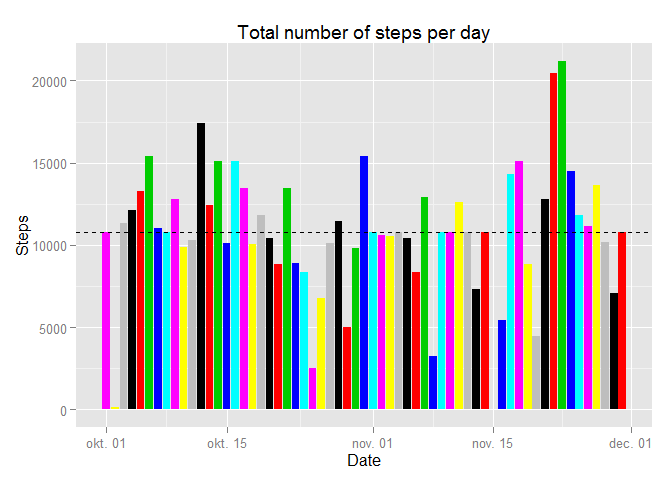 Total number of steps per day
Steps
20000
15000
10000
5000
0
okt. 01
okt. 15
nov. 01
nov. 15
dec. 01
Date